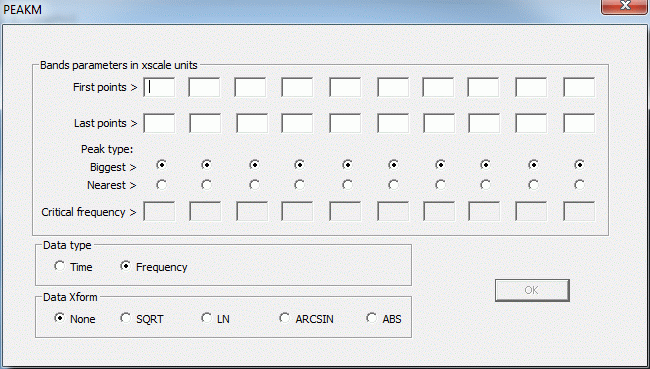 PEAKM
Bands parameters in xscale units
First points >
Last points >
Peak type:
Biggest >
Nearest >
Critical frequency >
Data type
Time Frequency
OK
Data Xform
None SQRT LN ARCSIN ABS